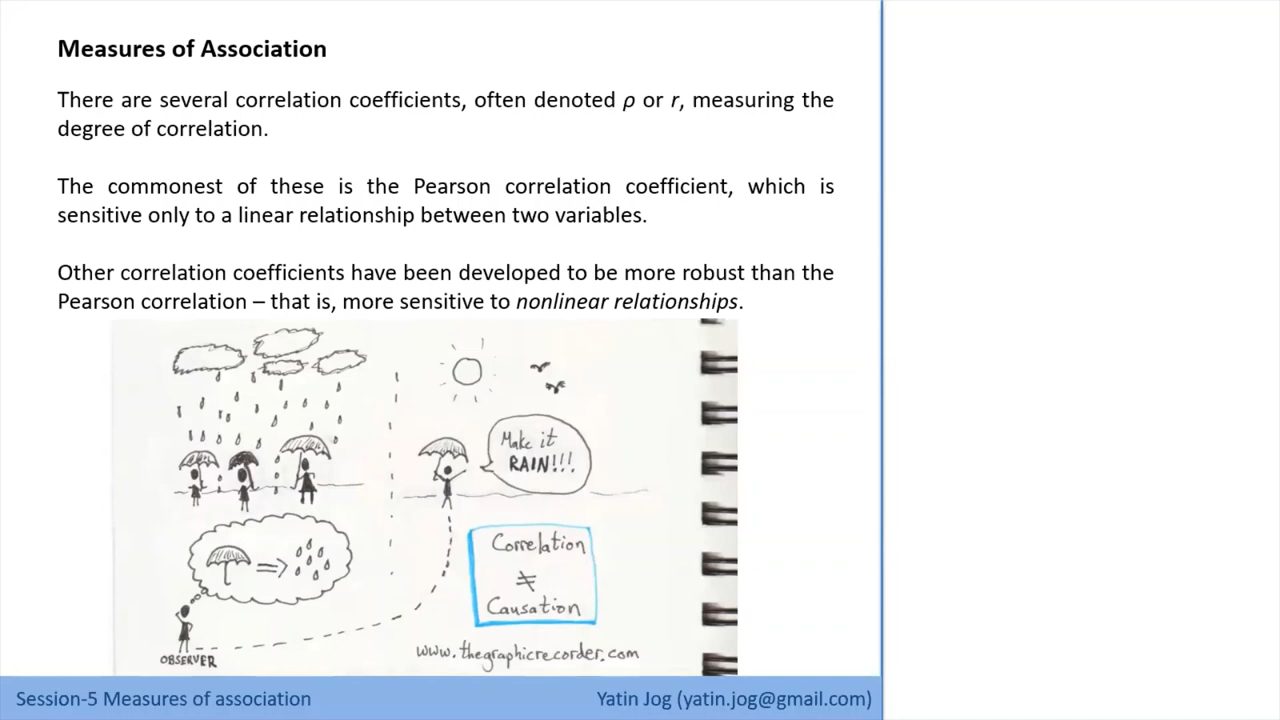 Measures of Association
There are several correlation coefficients, often denoted ρ or r, measuring the
degree of correlation.
The commonest of these is the Pearson correlation coefficient, which is
sensitive only to a linear relationship between two variables.
Other correlation coefficients have been developed to be more robust than the
Pearson correlation – that is, more sensitive to nonlinear relationships.
Make it
RAIN!!!
Correlation
≠
Causation
OBSERVER
www.thegraphicrecorder.com
Session-5 Measures of association
Yatin Jog (yatin.jog@gmail.com)